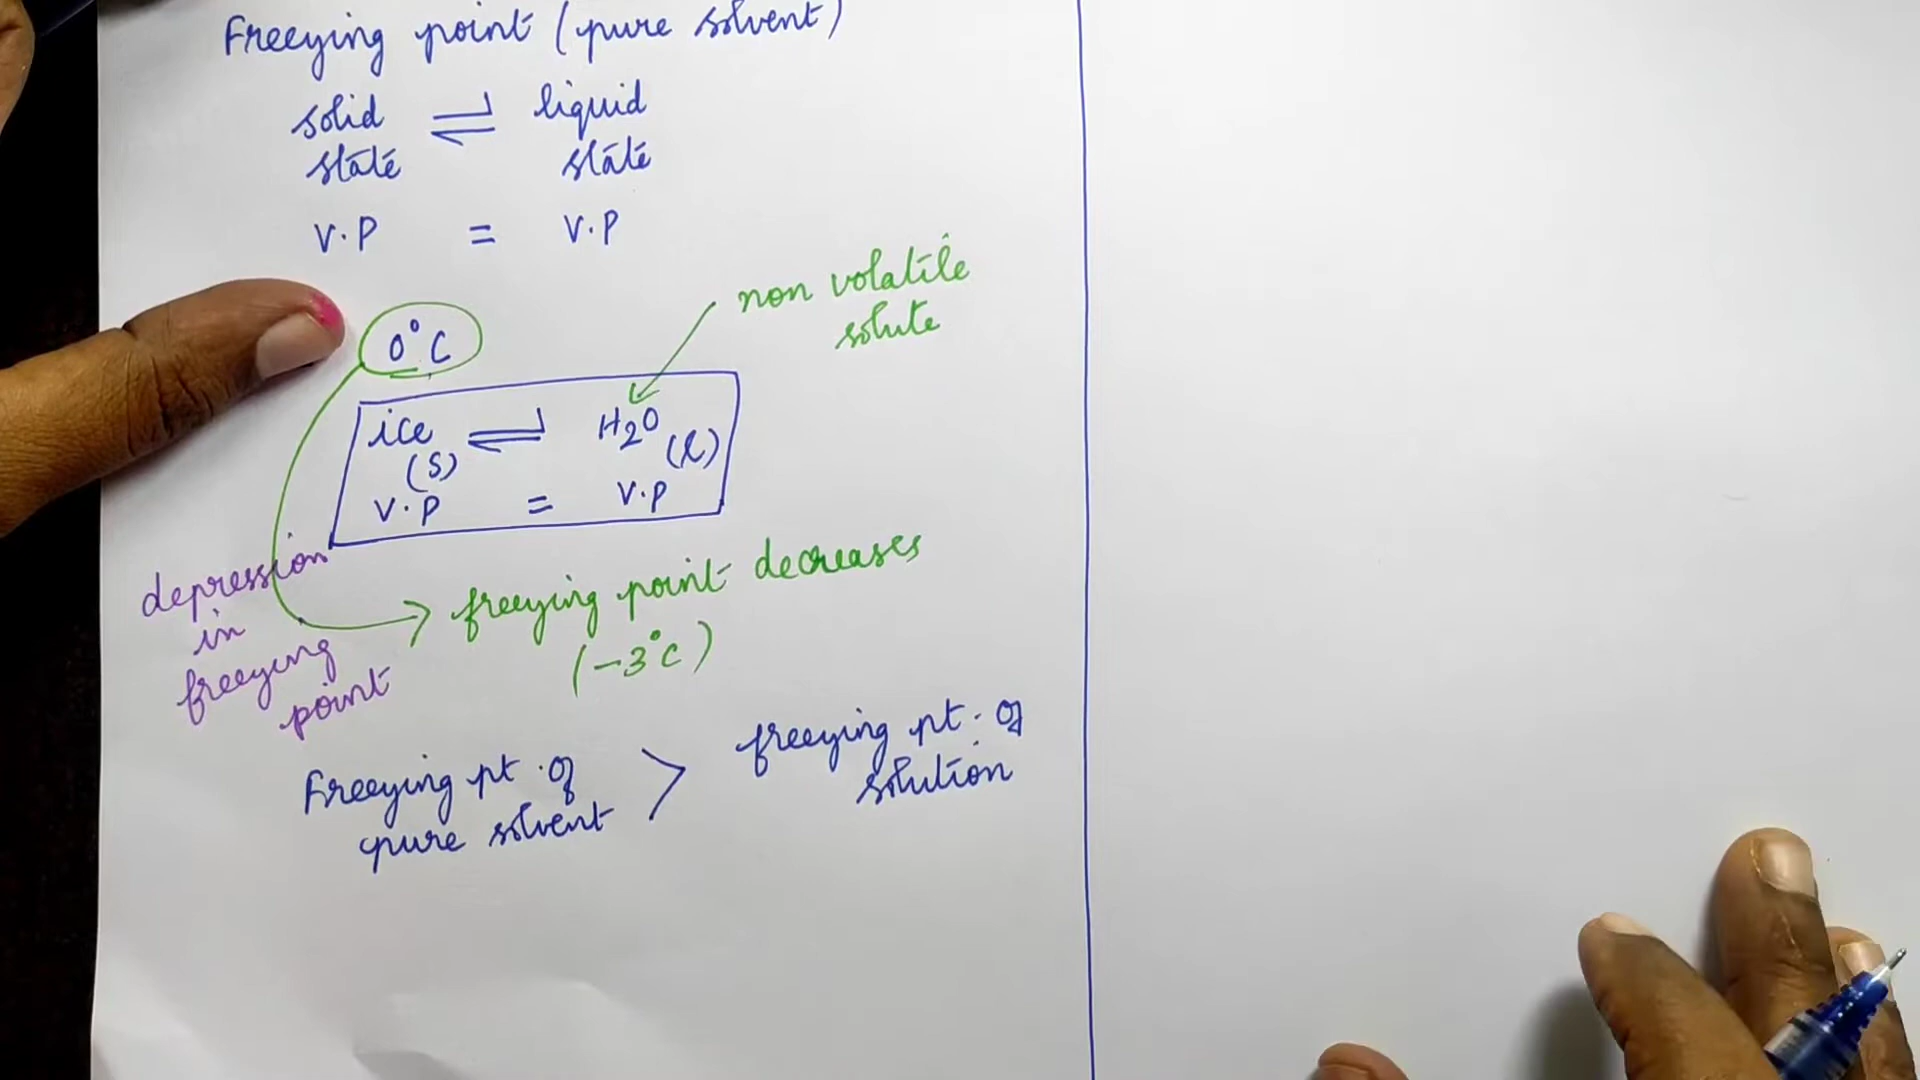 Freezing point (pure solvent)
solid ⇌ liquid
state state
V.P = V.P
non volatile
solute
0°C
ice ⇌ H2O
(s) (l)
V.P = V.P
depression
in
freezing
point
freezing point decreases
(-3°C)
Freezing pt. of > freezing pt. of
pure solvent solution